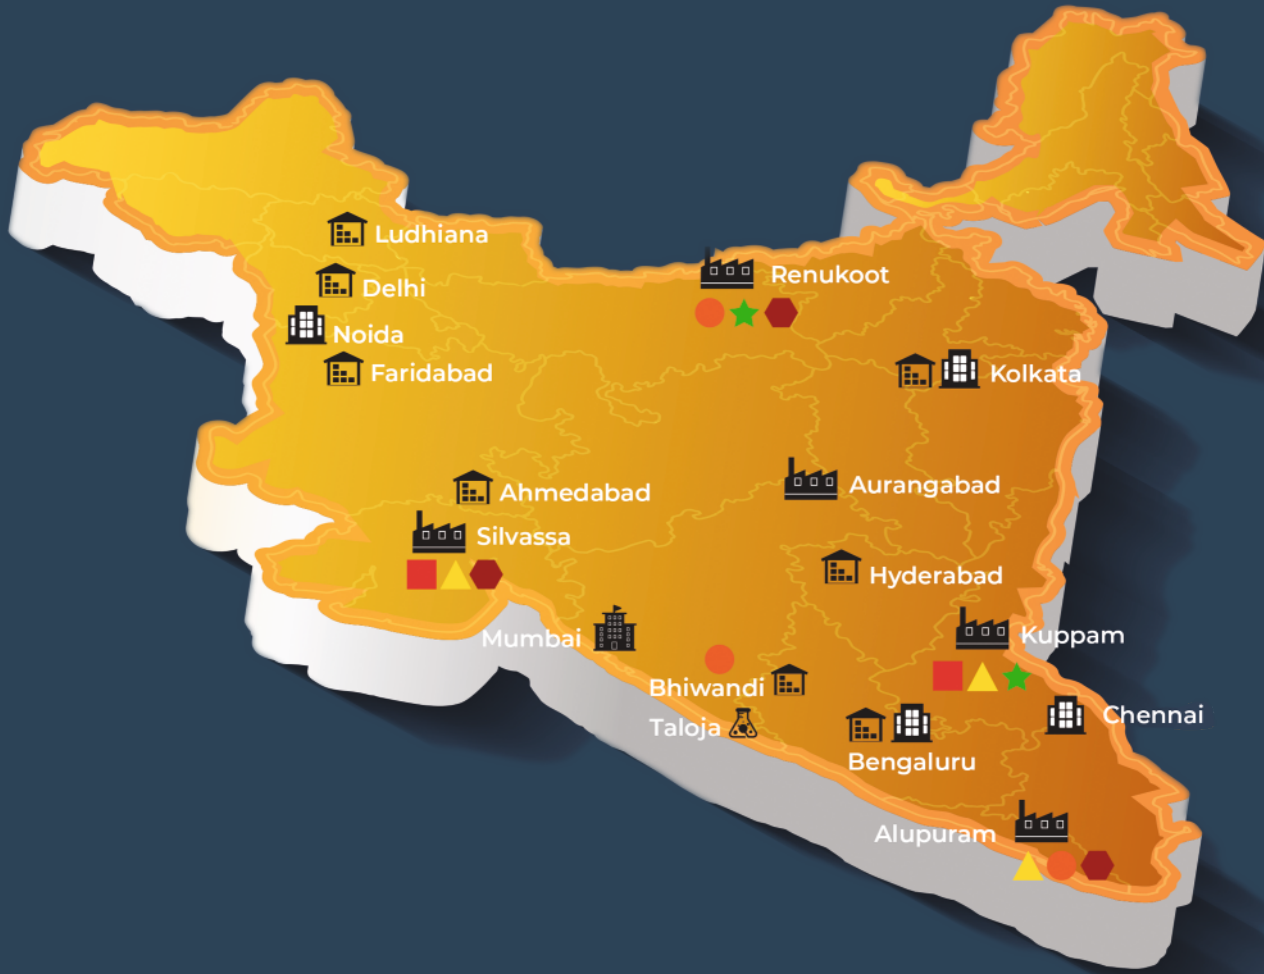 Ludhiana
Renukoot
Delhi
Noida
Faridabad
Kolkata
Aurangabad
Ahmedabad
Silvassa
Hyderabad
Mumbai
Kuppam
Bhiwandi
Chennai
Taloja
Bengaluru
Alupuram